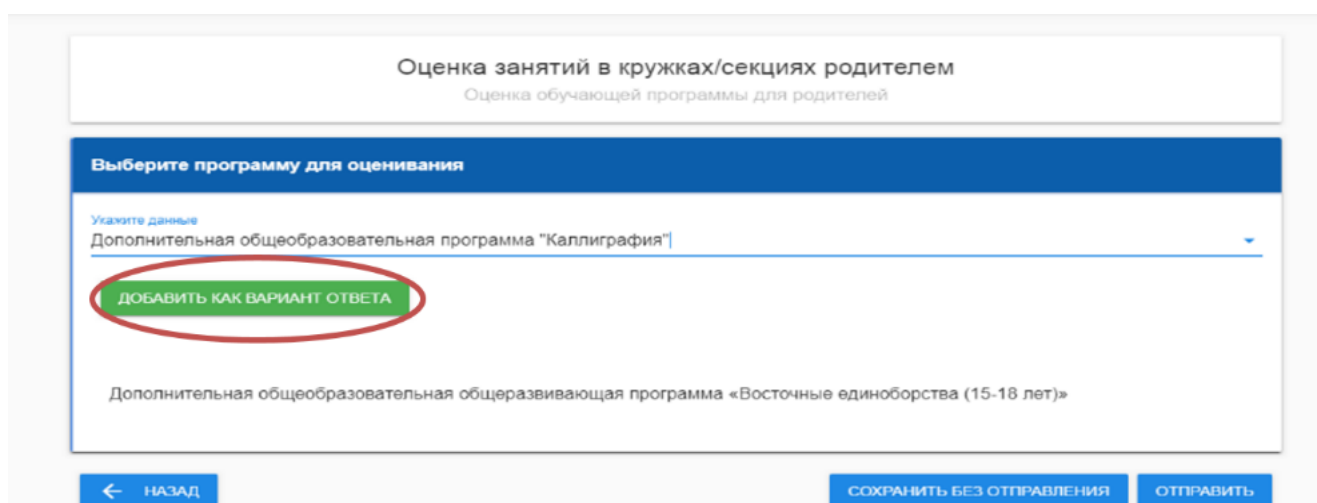 Оценка занятий в кружках/секциях родителем
Оценка обучающей программы для родителей
Выберите программу для оценивания
Укажите данные
Дополнительная общеобразовательная программа "Каллиграфия"
ДОБАВИТЬ КАК ВАРИАНТ ОТВЕТА
Дополнительная общеобразовательная общеразвивающая программа «Восточные единоборства (15-18 лет)»
← НАЗАД
СОХРАНИТЬ БЕЗ ОТПРАВЛЕНИЯ
ОТПРАВИТЬ